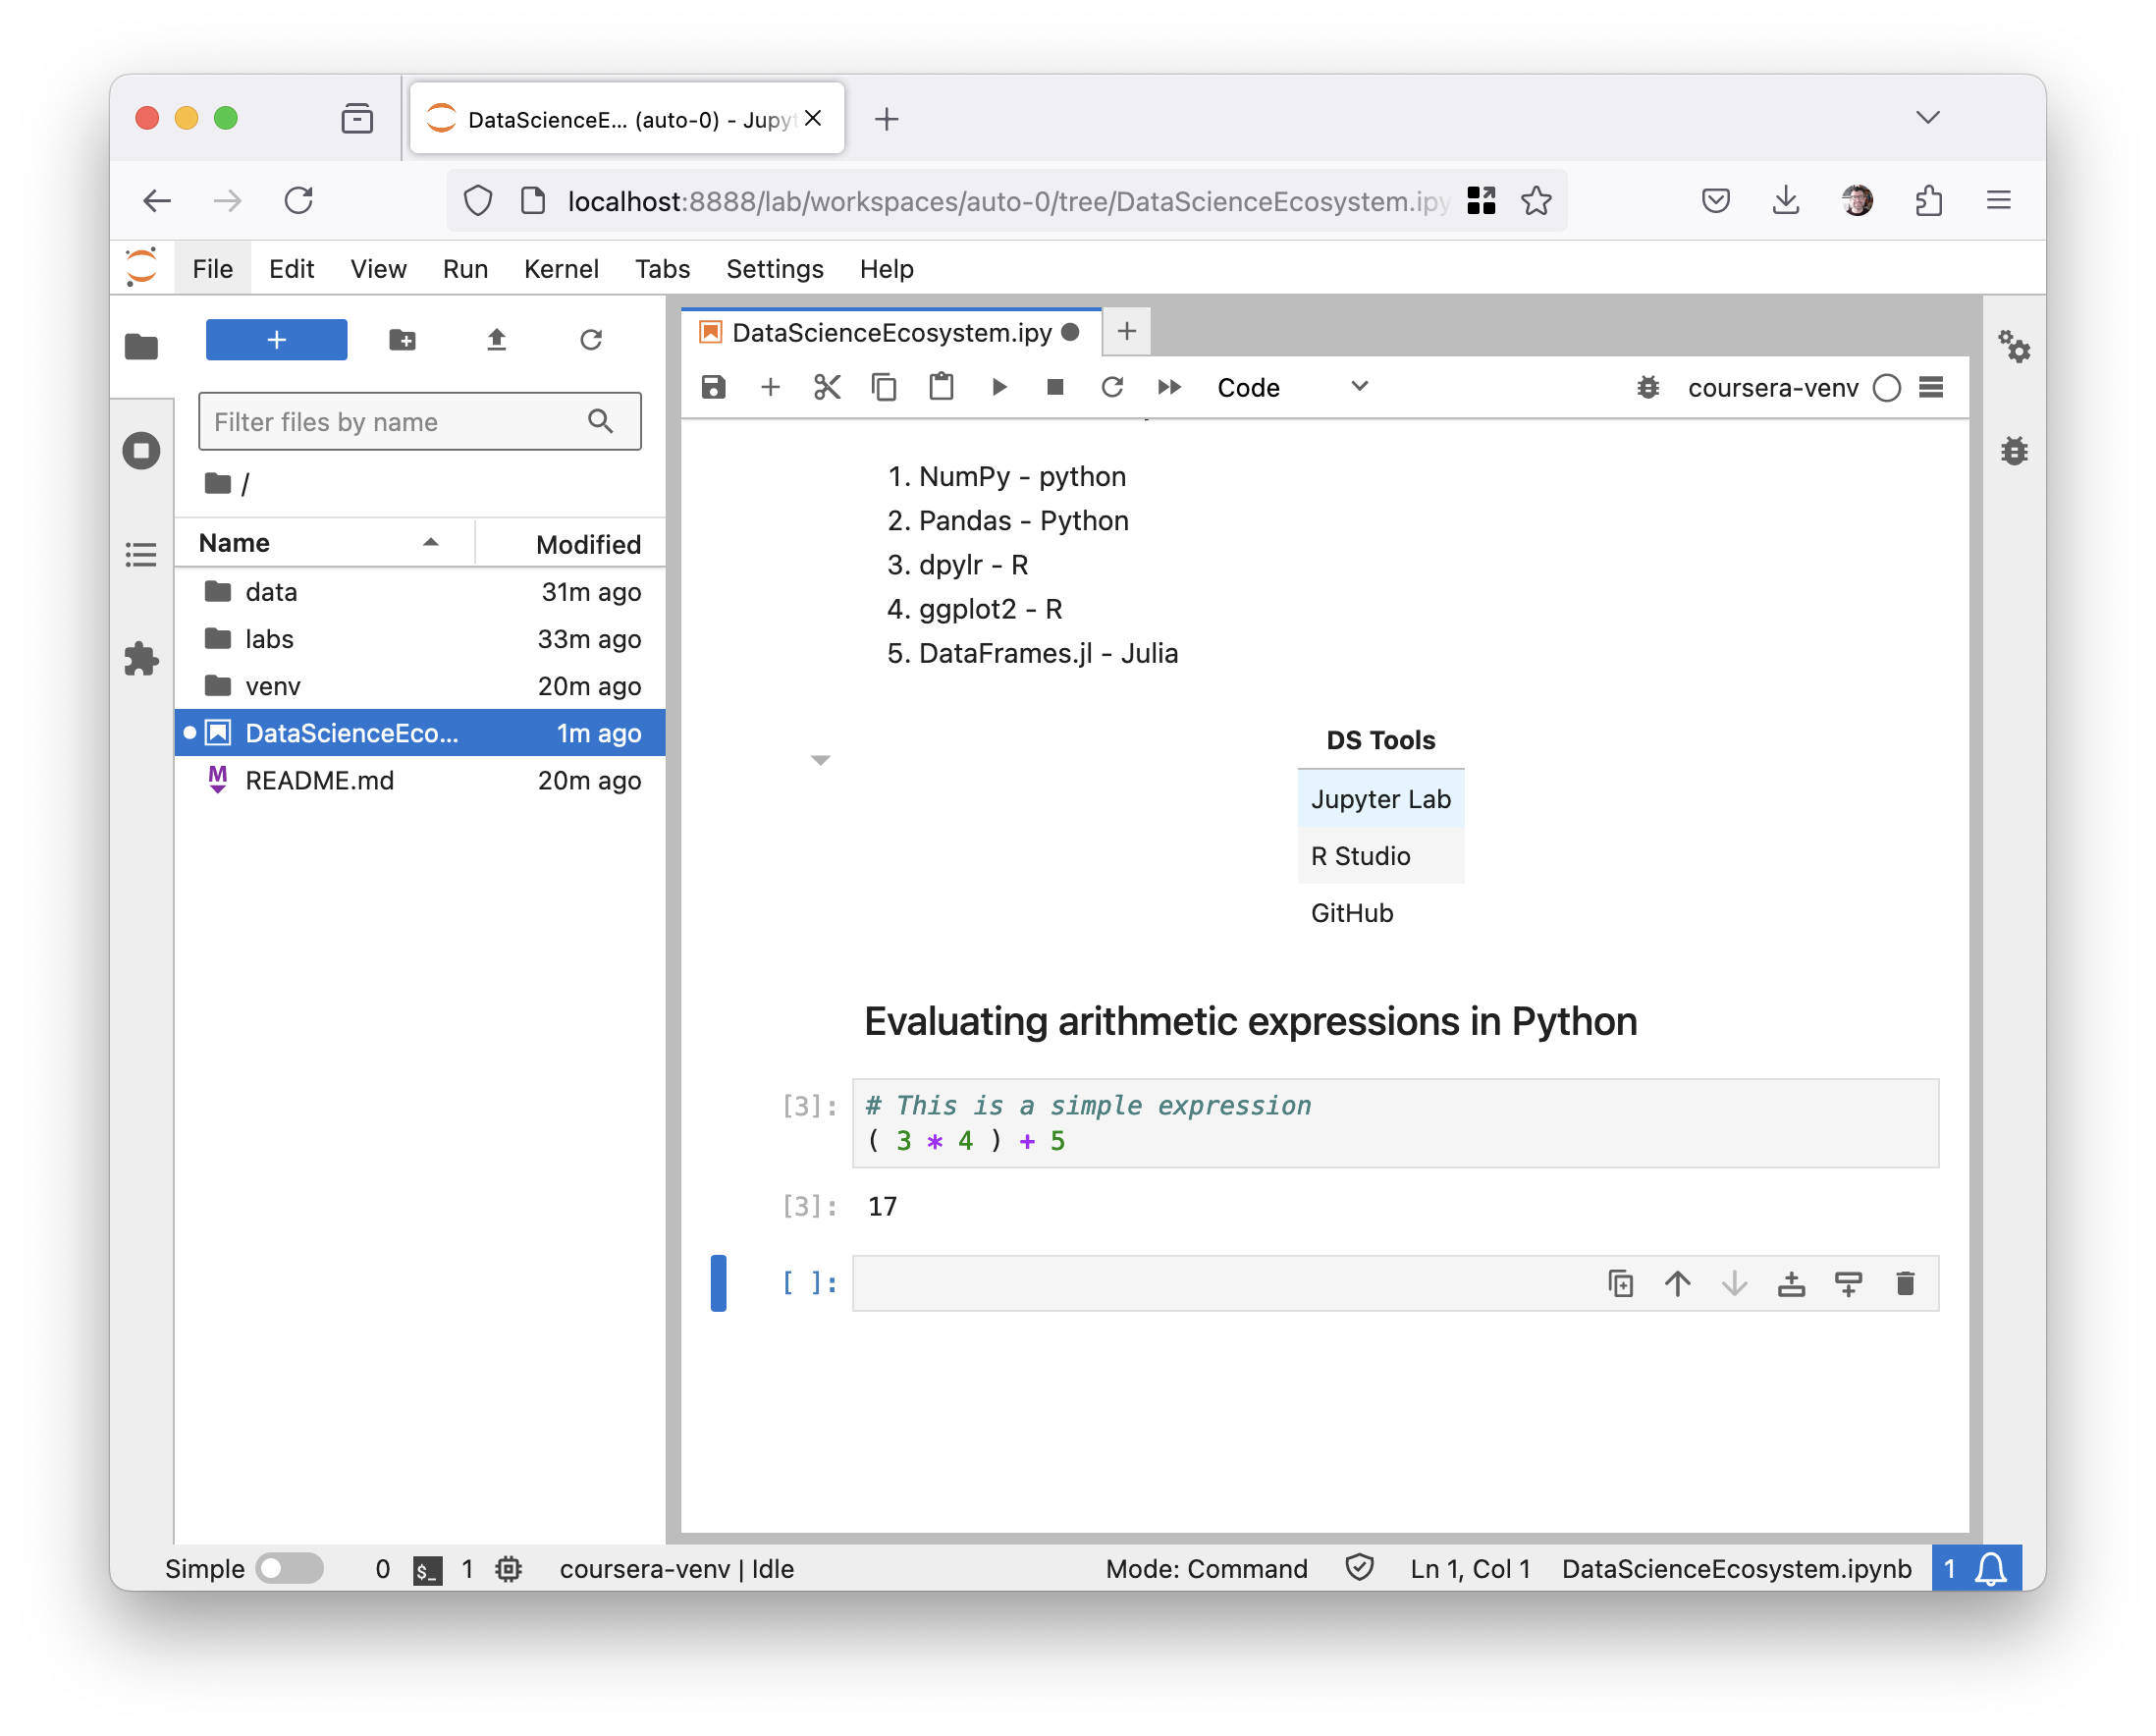 DataScienceE... (auto-0) - Jupyt
localhost:8888/lab/workspaces/auto-0/tree/DataScienceEcosystem.ipy
File Edit View Run Kernel Tabs Settings Help
Filter files by name
/
Name Modified
data 31m ago
labs 33m ago
venv 20m ago
DataScienceEco... 1m ago
README.md 20m ago
DataScienceEcosystem.ipy
Code
coursera-venv
1. NumPy - python
2. Pandas - Python
3. dpylr - R
4. ggplot2 - R
5. DataFrames.jl - Julia
DS Tools
Jupyter Lab
R Studio
GitHub
Evaluating arithmetic expressions in Python
[3]: # This is a simple expression
( 3 * 4 ) + 5
[3]: 17
[ ]:
Simple 0 $_ 1 coursera-venv | Idle Mode: Command Ln 1, Col 1 DataScienceEcosystem.ipynb 1